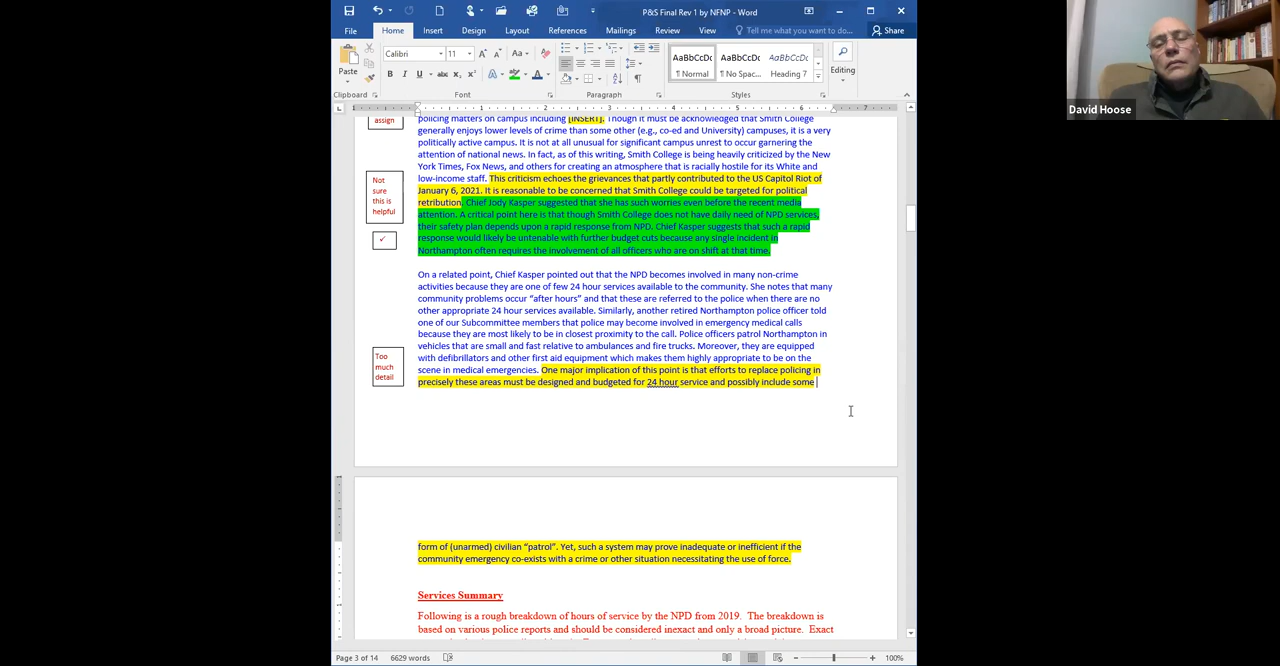 P&S Final Rev 1 by NFNP - Word
File
Home
Insert
Design
Layout
References
Mailings
Review
View
Tell me what you want to do...
Share
Paste
Calibri
11
AaBbCcDc
¶ Normal
AaBbCcDc
¶ No Spac...
AaBbCcDc
Heading 7
Editing
Clipboard
Font
Paragraph
Styles
David Hoose
assign
policing matters on campus including [INSERT]. Though it must be acknowledged that Smith College
generally enjoys lower levels of crime than some other (e.g., co-ed and University) campuses, it is a very
politically active campus. It is not at all unusual for significant campus unrest to occur garnering the
attention of national news. In fact, as of this writing, Smith College is being heavily criticized by the New
York Times, Fox News, and others for creating an atmosphere that is racially hostile for its White and
low-income staff. This criticism echoes the grievances that partly contributed to the US Capitol Riot of
January 6, 2021. It is reasonable to be concerned that Smith College could be targeted for political
retribution. Chief Jody Kasper suggested that she has such worries even before the recent media
attention. A critical point here is that though Smith College does not have daily need of NPD services,
their safety plan depends upon a rapid response from NPD. Chief Kasper suggests that such a rapid
response would likely be untenable with further budget cuts because any single incident in
Northampton often requires the involvement of all officers who are on shift at that time.
Not
sure
this is
helpful
✓
On a related point, Chief Kasper pointed out that the NPD becomes involved in many non-crime
activities because they are one of few 24 hour services available to the community. She notes that many
community problems occur “after hours” and that these are referred to the police when there are no
other appropriate 24 hour services available. Similarly, another retired Northampton police officer told
one of our Subcommittee members that police may become involved in emergency medical calls
because they are most likely to be in closest proximity to the call. Police officers patrol Northampton in
vehicles that are small and fast relative to ambulances and fire trucks. Moreover, they are equipped
with defibrillators and other first aid equipment which makes them highly appropriate to be on the
scene in medical emergencies. One major implication of this point is that efforts to replace policing in
precisely these areas must be designed and budgeted for 24 hour service and possibly include some
Too
much
detail
form of (unarmed) civilian “patrol”. Yet, such a system may prove inadequate or inefficient if the
community emergency co-exists with a crime or other situation necessitating the use of force.
Services Summary
Following is a rough breakdown of hours of service by the NPD from 2019. The breakdown is
based on various police reports and should be considered inexact and only a broad picture. Exact
Page 3 of 14
6629 words
100%